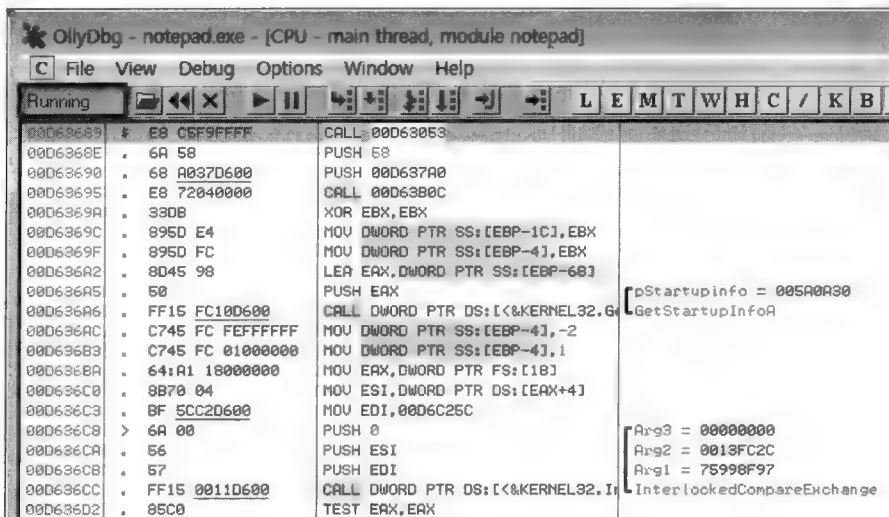 OllyDbg - notepad.exe - [CPU - main thread, module notepad]
C File View Debug Options Window Help
Running L E M T W H C / K B
00D63689 $ E8 C5F9FFFF CALL 00D63053
00D6368E . 6A 58 PUSH 58
00D63690 . 68 A037D600 PUSH 00D637A0
00D63695 . E8 72040000 CALL 00D63B0C
00D6369A . 33DB XOR EBX,EBX
00D6369C . 895D E4 MOV DWORD PTR SS:[EBP-1C],EBX
00D6369F . 895D FC MOV DWORD PTR SS:[EBP-4],EBX
00D636A2 . 8D45 98 LEA EAX,DWORD PTR SS:[EBP-68]
00D636A5 . 50 PUSH EAX pStartupinfo = 005A0A30
00D636A6 . FF15 FC10D600 CALL DWORD PTR DS:[<&KERNEL32.Ge GetStartupInfoA
00D636AC . C745 FC FEFFFFFF MOV DWORD PTR SS:[EBP-4],-2
00D636B3 . C745 FC 01000000 MOV DWORD PTR SS:[EBP-4],1
00D636BA . 64:A1 18000000 MOV EAX,DWORD PTR FS:[18]
00D636C0 . 8B70 04 MOV ESI,DWORD PTR DS:[EAX+4]
00D636C3 . BF 5CC2D600 MOV EDI,00D6C25C
00D636C8 > 6A 00 PUSH 0 Arg3 = 00000000
00D636CA . 56 PUSH ESI Arg2 = 0013FC2C
00D636CB . 57 PUSH EDI Arg1 = 75998F97
00D636CC . FF15 0011D600 CALL DWORD PTR DS:[<&KERNEL32.In InterlockedCompareExchange
00D636D2 . 85C0 TEST EAX,EAX